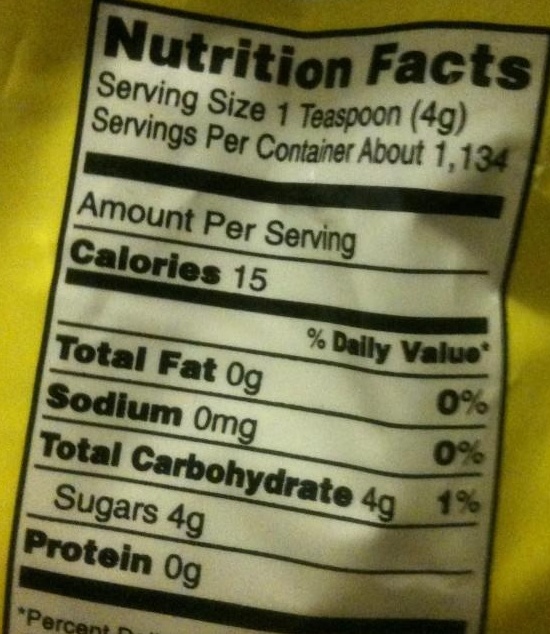 Nutrition Facts
Serving Size 1 Teaspoon (4g)
Servings Per Container About 1,134
Amount Per Serving
Calories 15
% Daily Value*
Total Fat 0g 0%
Sodium 0mg 0%
Total Carbohydrate 4g 1%
Sugars 4g
Protein 0g
*Percent